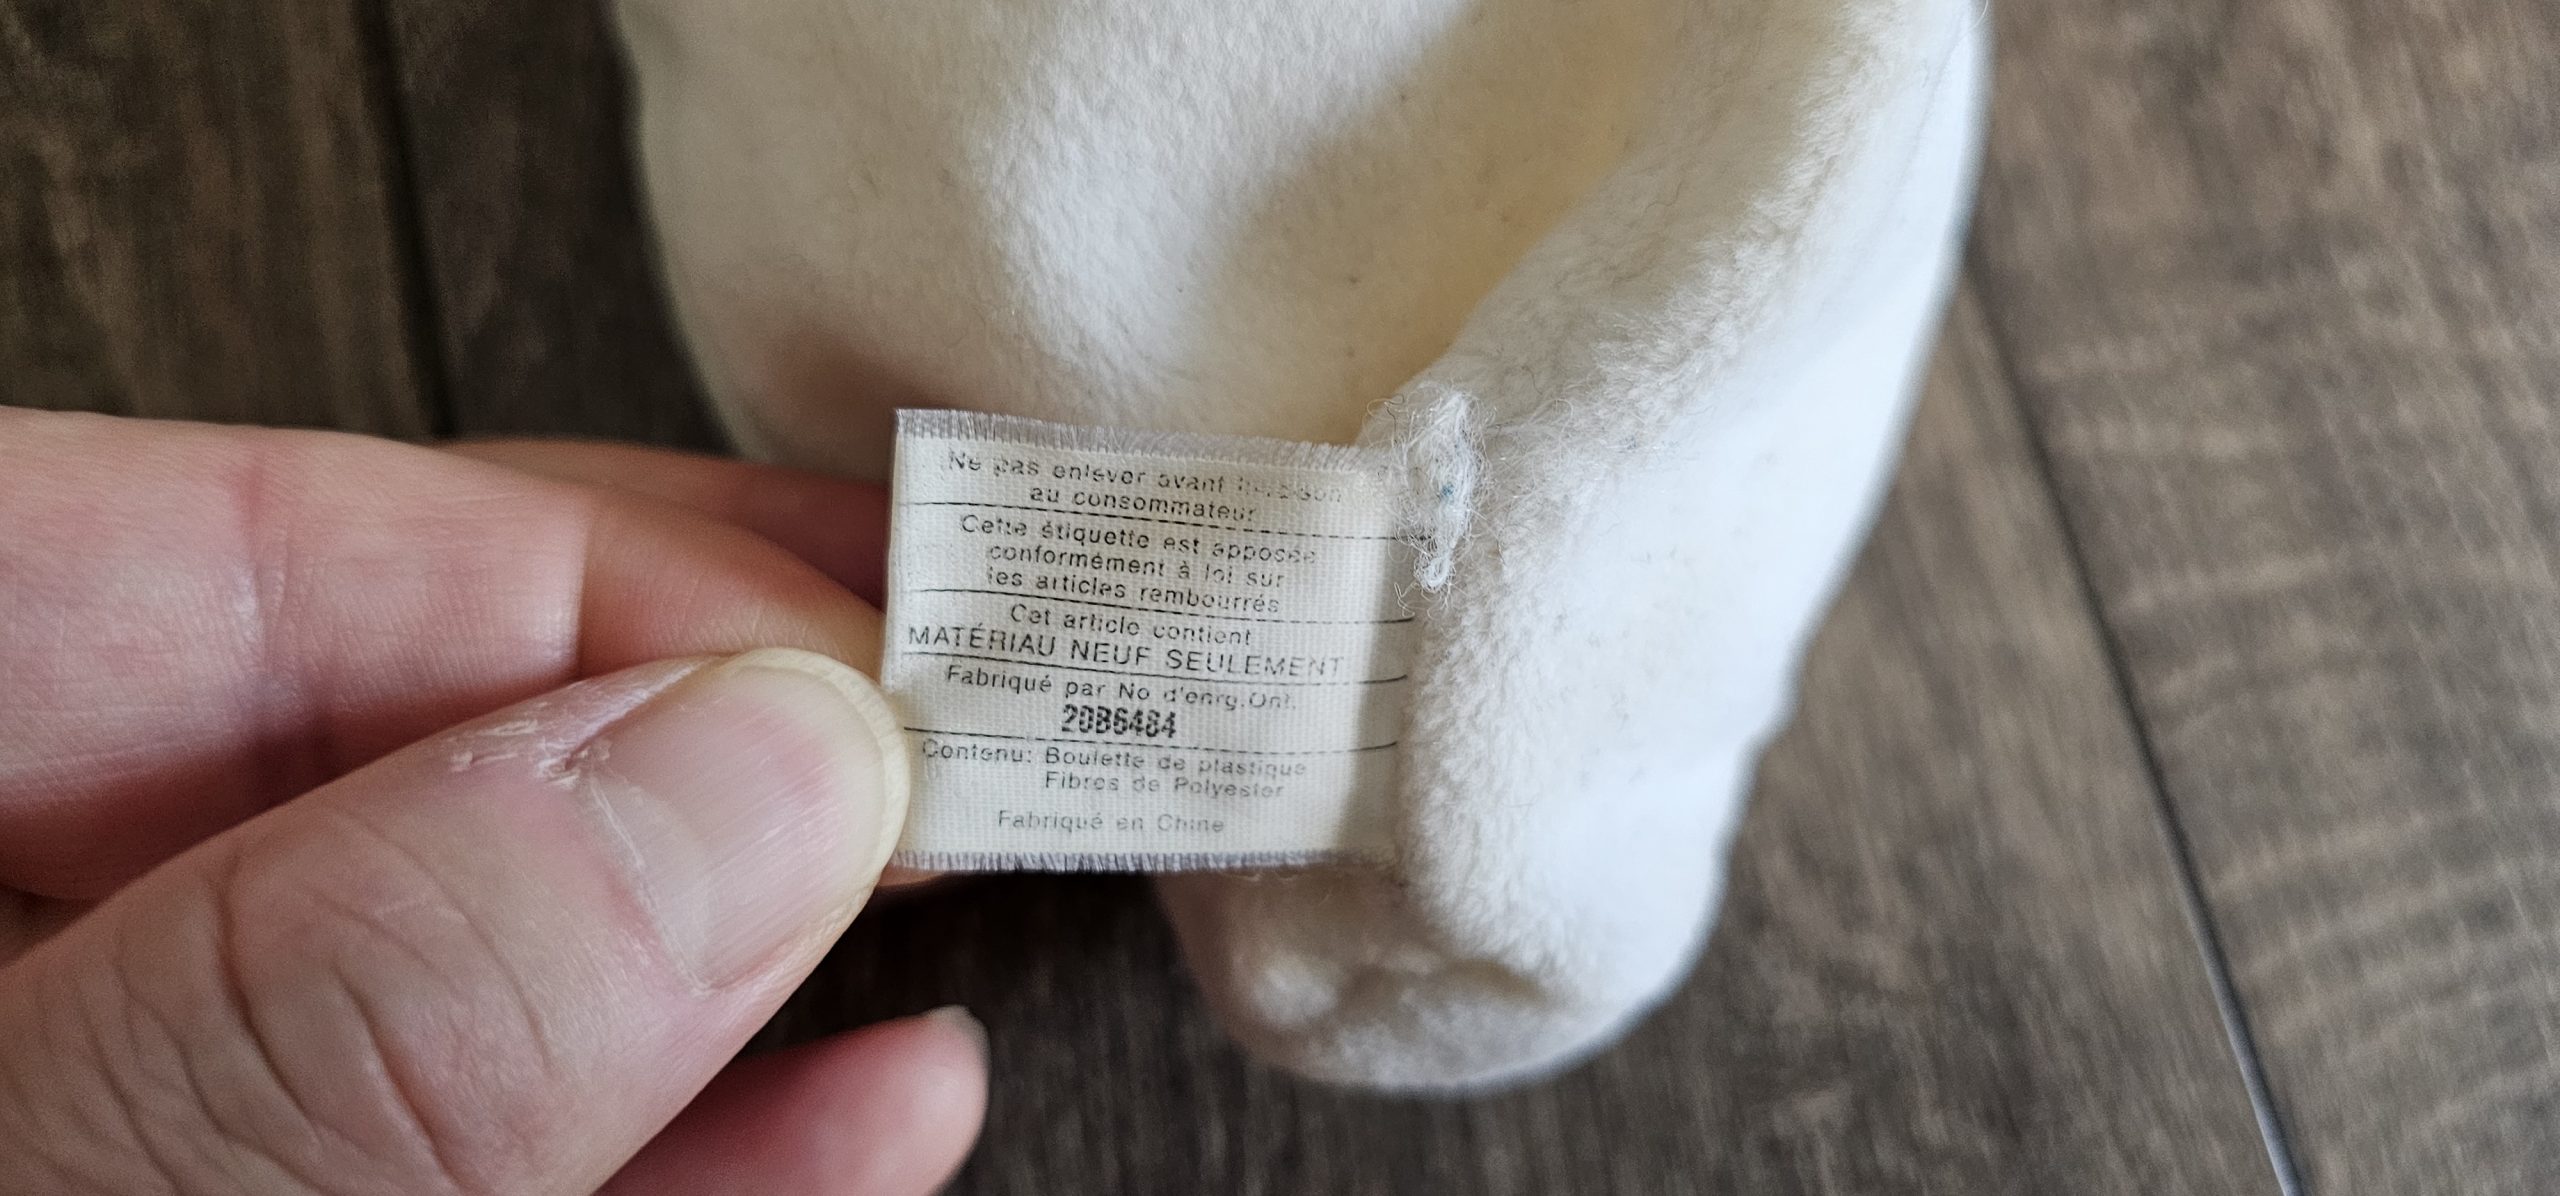 Ne pas enlever avant livraison
au consommateur
Cette étiquette est apposée
conformément à loi sur
les articles rembourrés
Cet article contient
MATÉRIAU NEUF SEULEMENT
Fabriqué par No d'enrg.Ont.
20B6484
Contenu: Boulette de plastique
Fibres de Polyester
Fabriqué en Chine